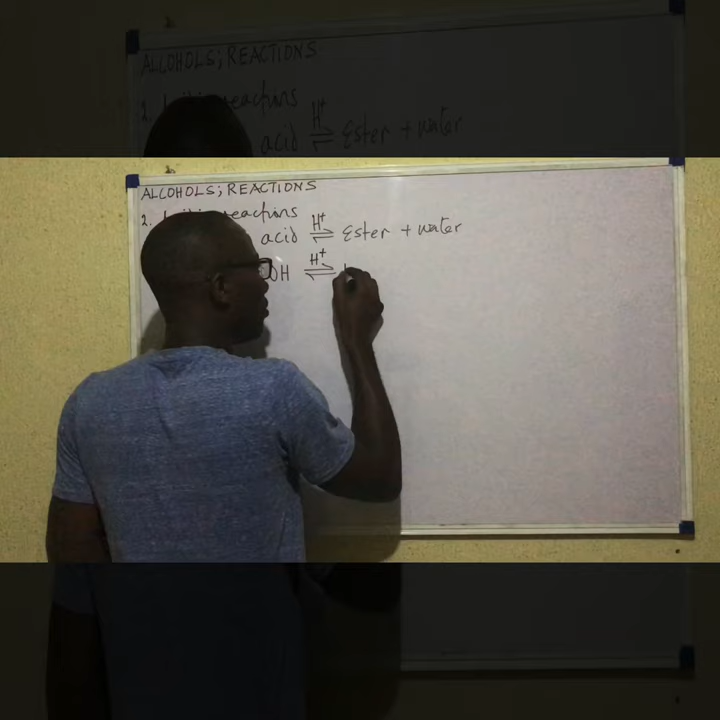 ALCOHOLS; REACTIONS
2. reactions
H+
acid ⇌ Ester + water
H+
OH ⇌